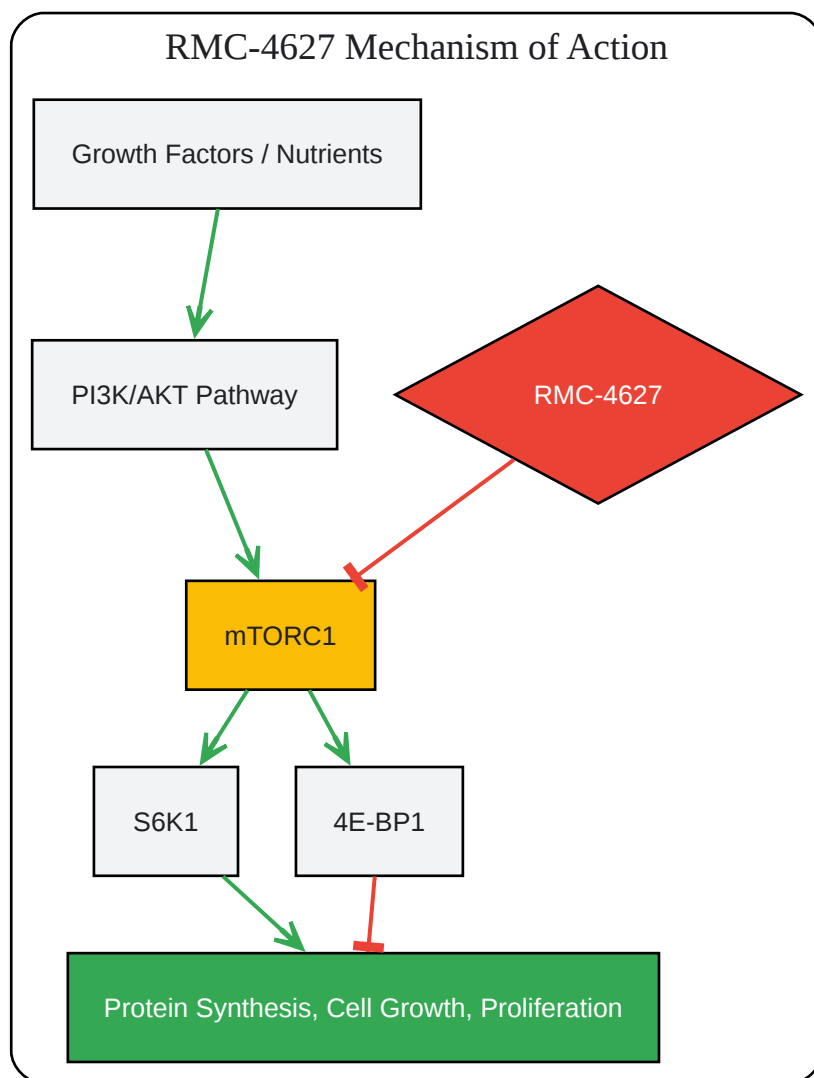 RMC-4627 Mechanism of Action
Growth Factors / Nutrients
PI3K/AKT Pathway
RMC-4627
mTORC1
S6K1
4E-BP1
Protein Synthesis, Cell Growth, Proliferation